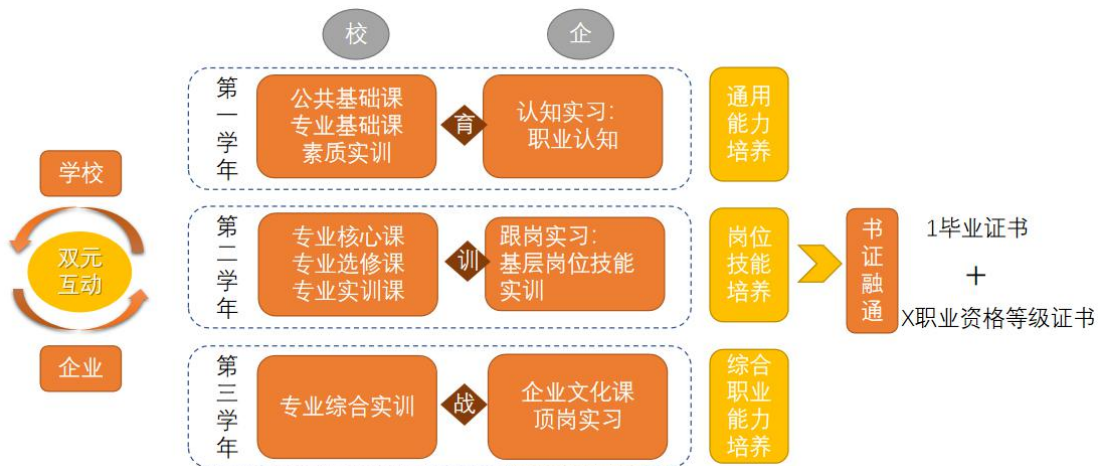 校
企
学校
双元
互动
企业
第一学年
公共基础课
专业基础课
素质实训
育
认知实习:
职业认知
通用
能力
培养
第二学年
专业核心课
专业选修课
专业实训课
训
跟岗实习:
基层岗位技能
实训
岗位
技能
培养
第三学年
专业综合实训
战
企业文化课
顶岗实习
综合
职业
能力
培养
书证融通
1毕业证书
+
X职业资格等级证书